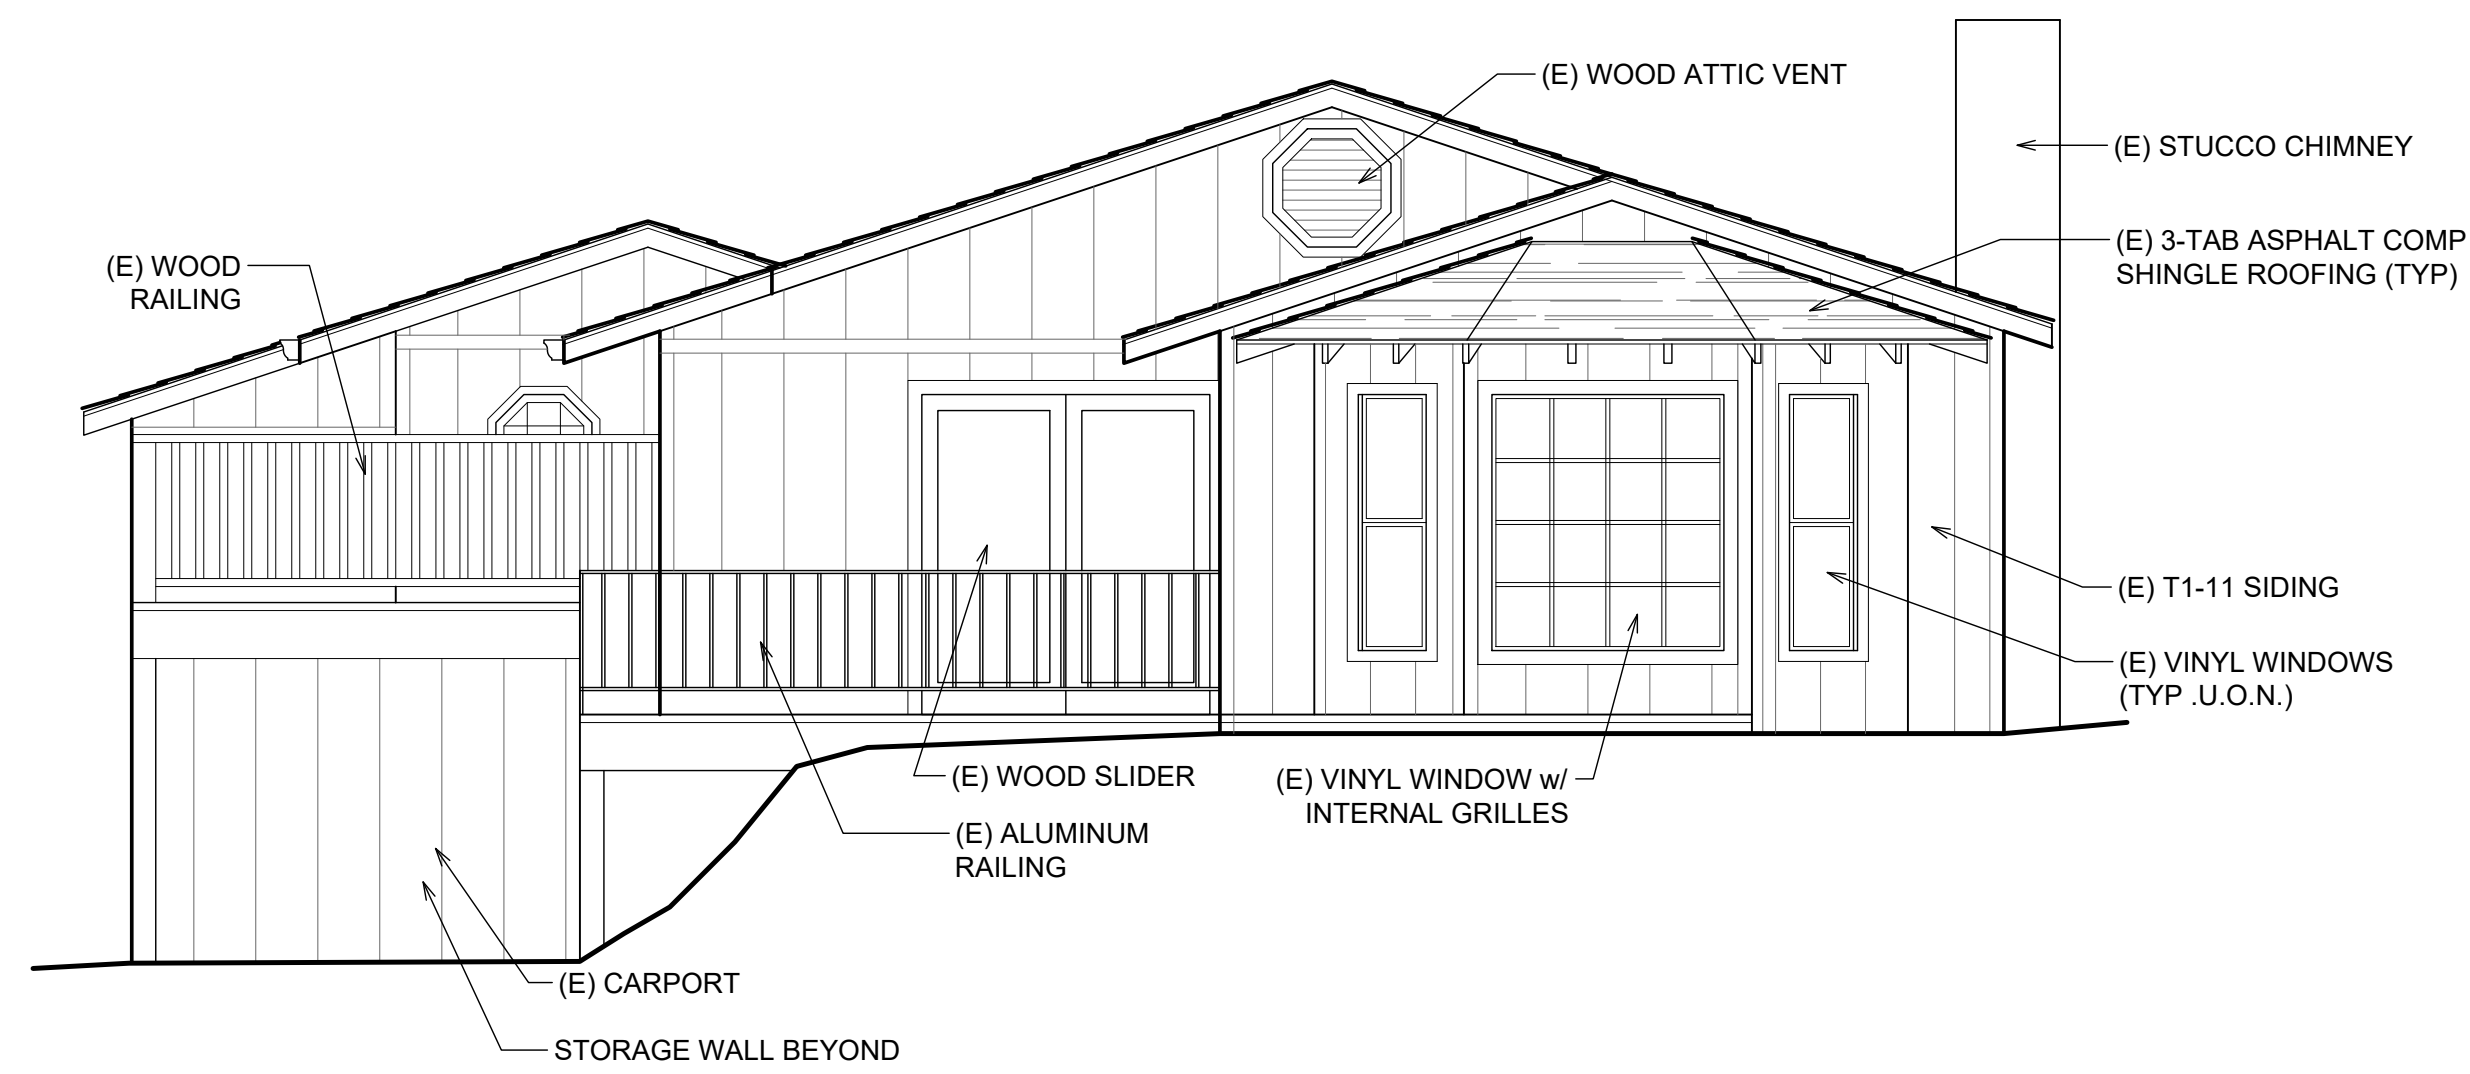 (E) WOOD ATTIC VENT
(E) STUCCO CHIMNEY
(E) 3-TAB ASPHALT COMP
SHINGLE ROOFING (TYP)
(E) WOOD
RAILING
(E) T1-11 SIDING
(E) VINYL WINDOWS
(TYP .U.O.N.)
(E) WOOD SLIDER
(E) VINYL WINDOW w/
INTERNAL GRILLES
(E) ALUMINUM
RAILING
(E) CARPORT
STORAGE WALL BEYOND